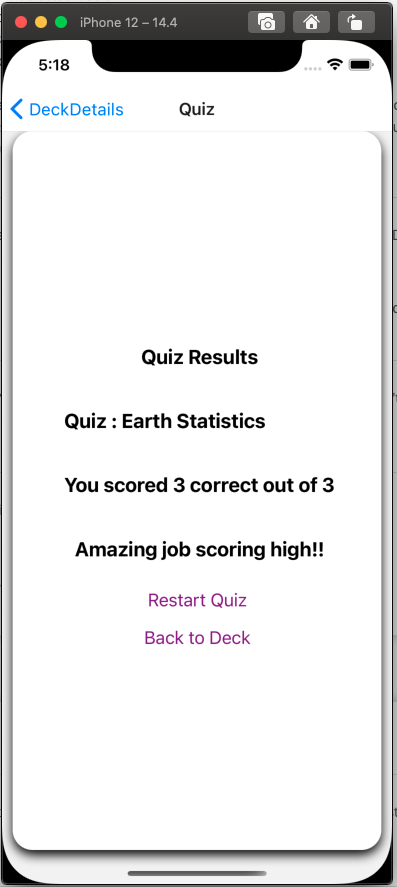 iPhone 12 – 14.4
5:18
DeckDetails
Quiz
Quiz Results
Quiz : Earth Statistics
You scored 3 correct out of 3
Amazing job scoring high!!
Restart Quiz
Back to Deck